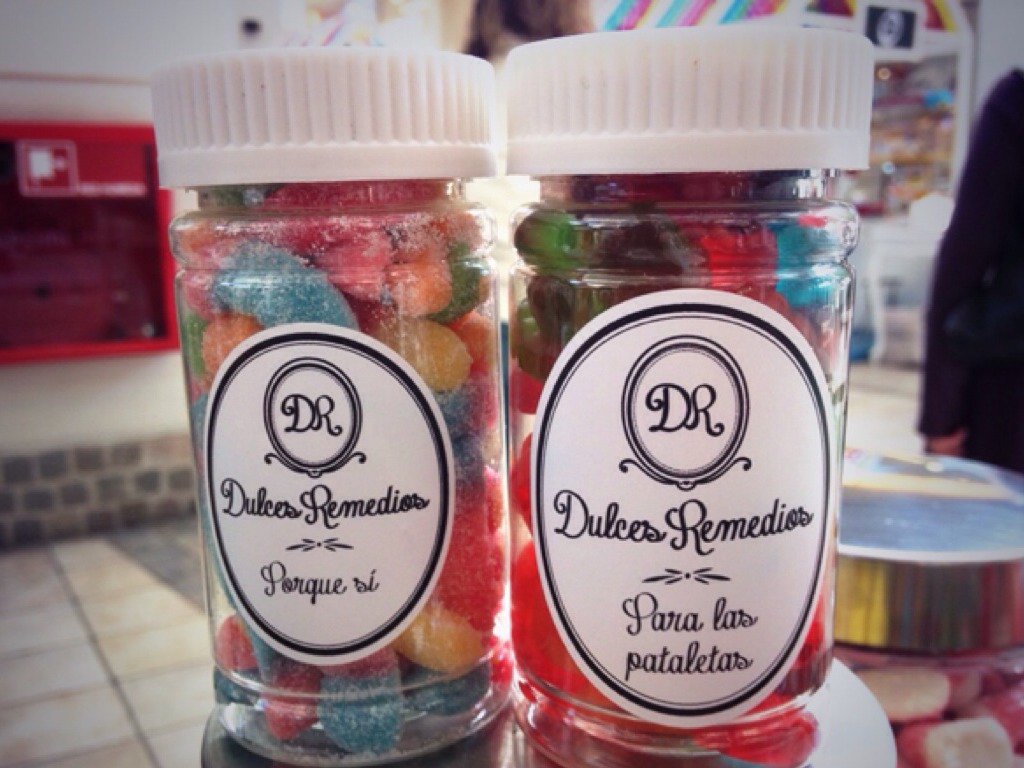 DR
Dulces Remedios
Porque sí
DR
Dulces Remedios
Para las
pataletas